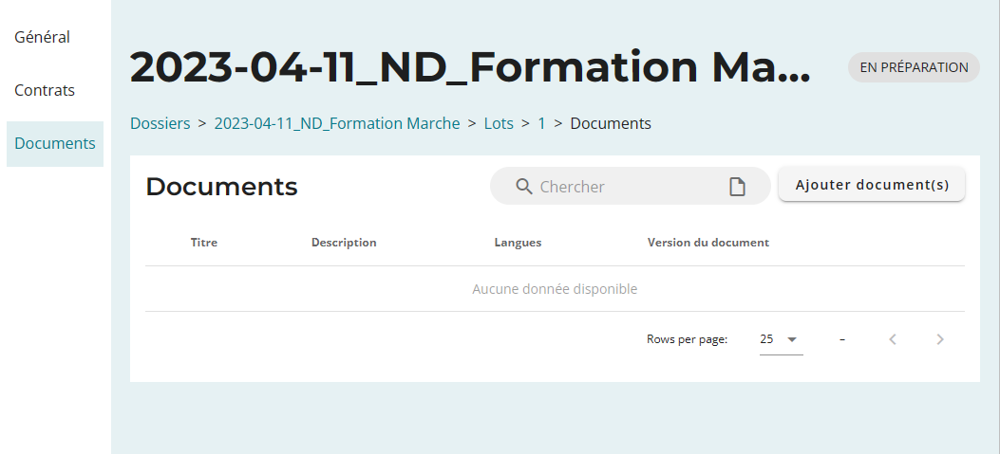 Général
Contrats
Documents
2023-04-11_ND_Formation Ma...
EN PRÉPARATION
Dossiers > 2023-04-11_ND_Formation Marche > Lots > 1 > Documents
Documents
Chercher
Ajouter document(s)
Titre Description Langues Version du document
Aucune donnée disponible
Rows per page: 25 –